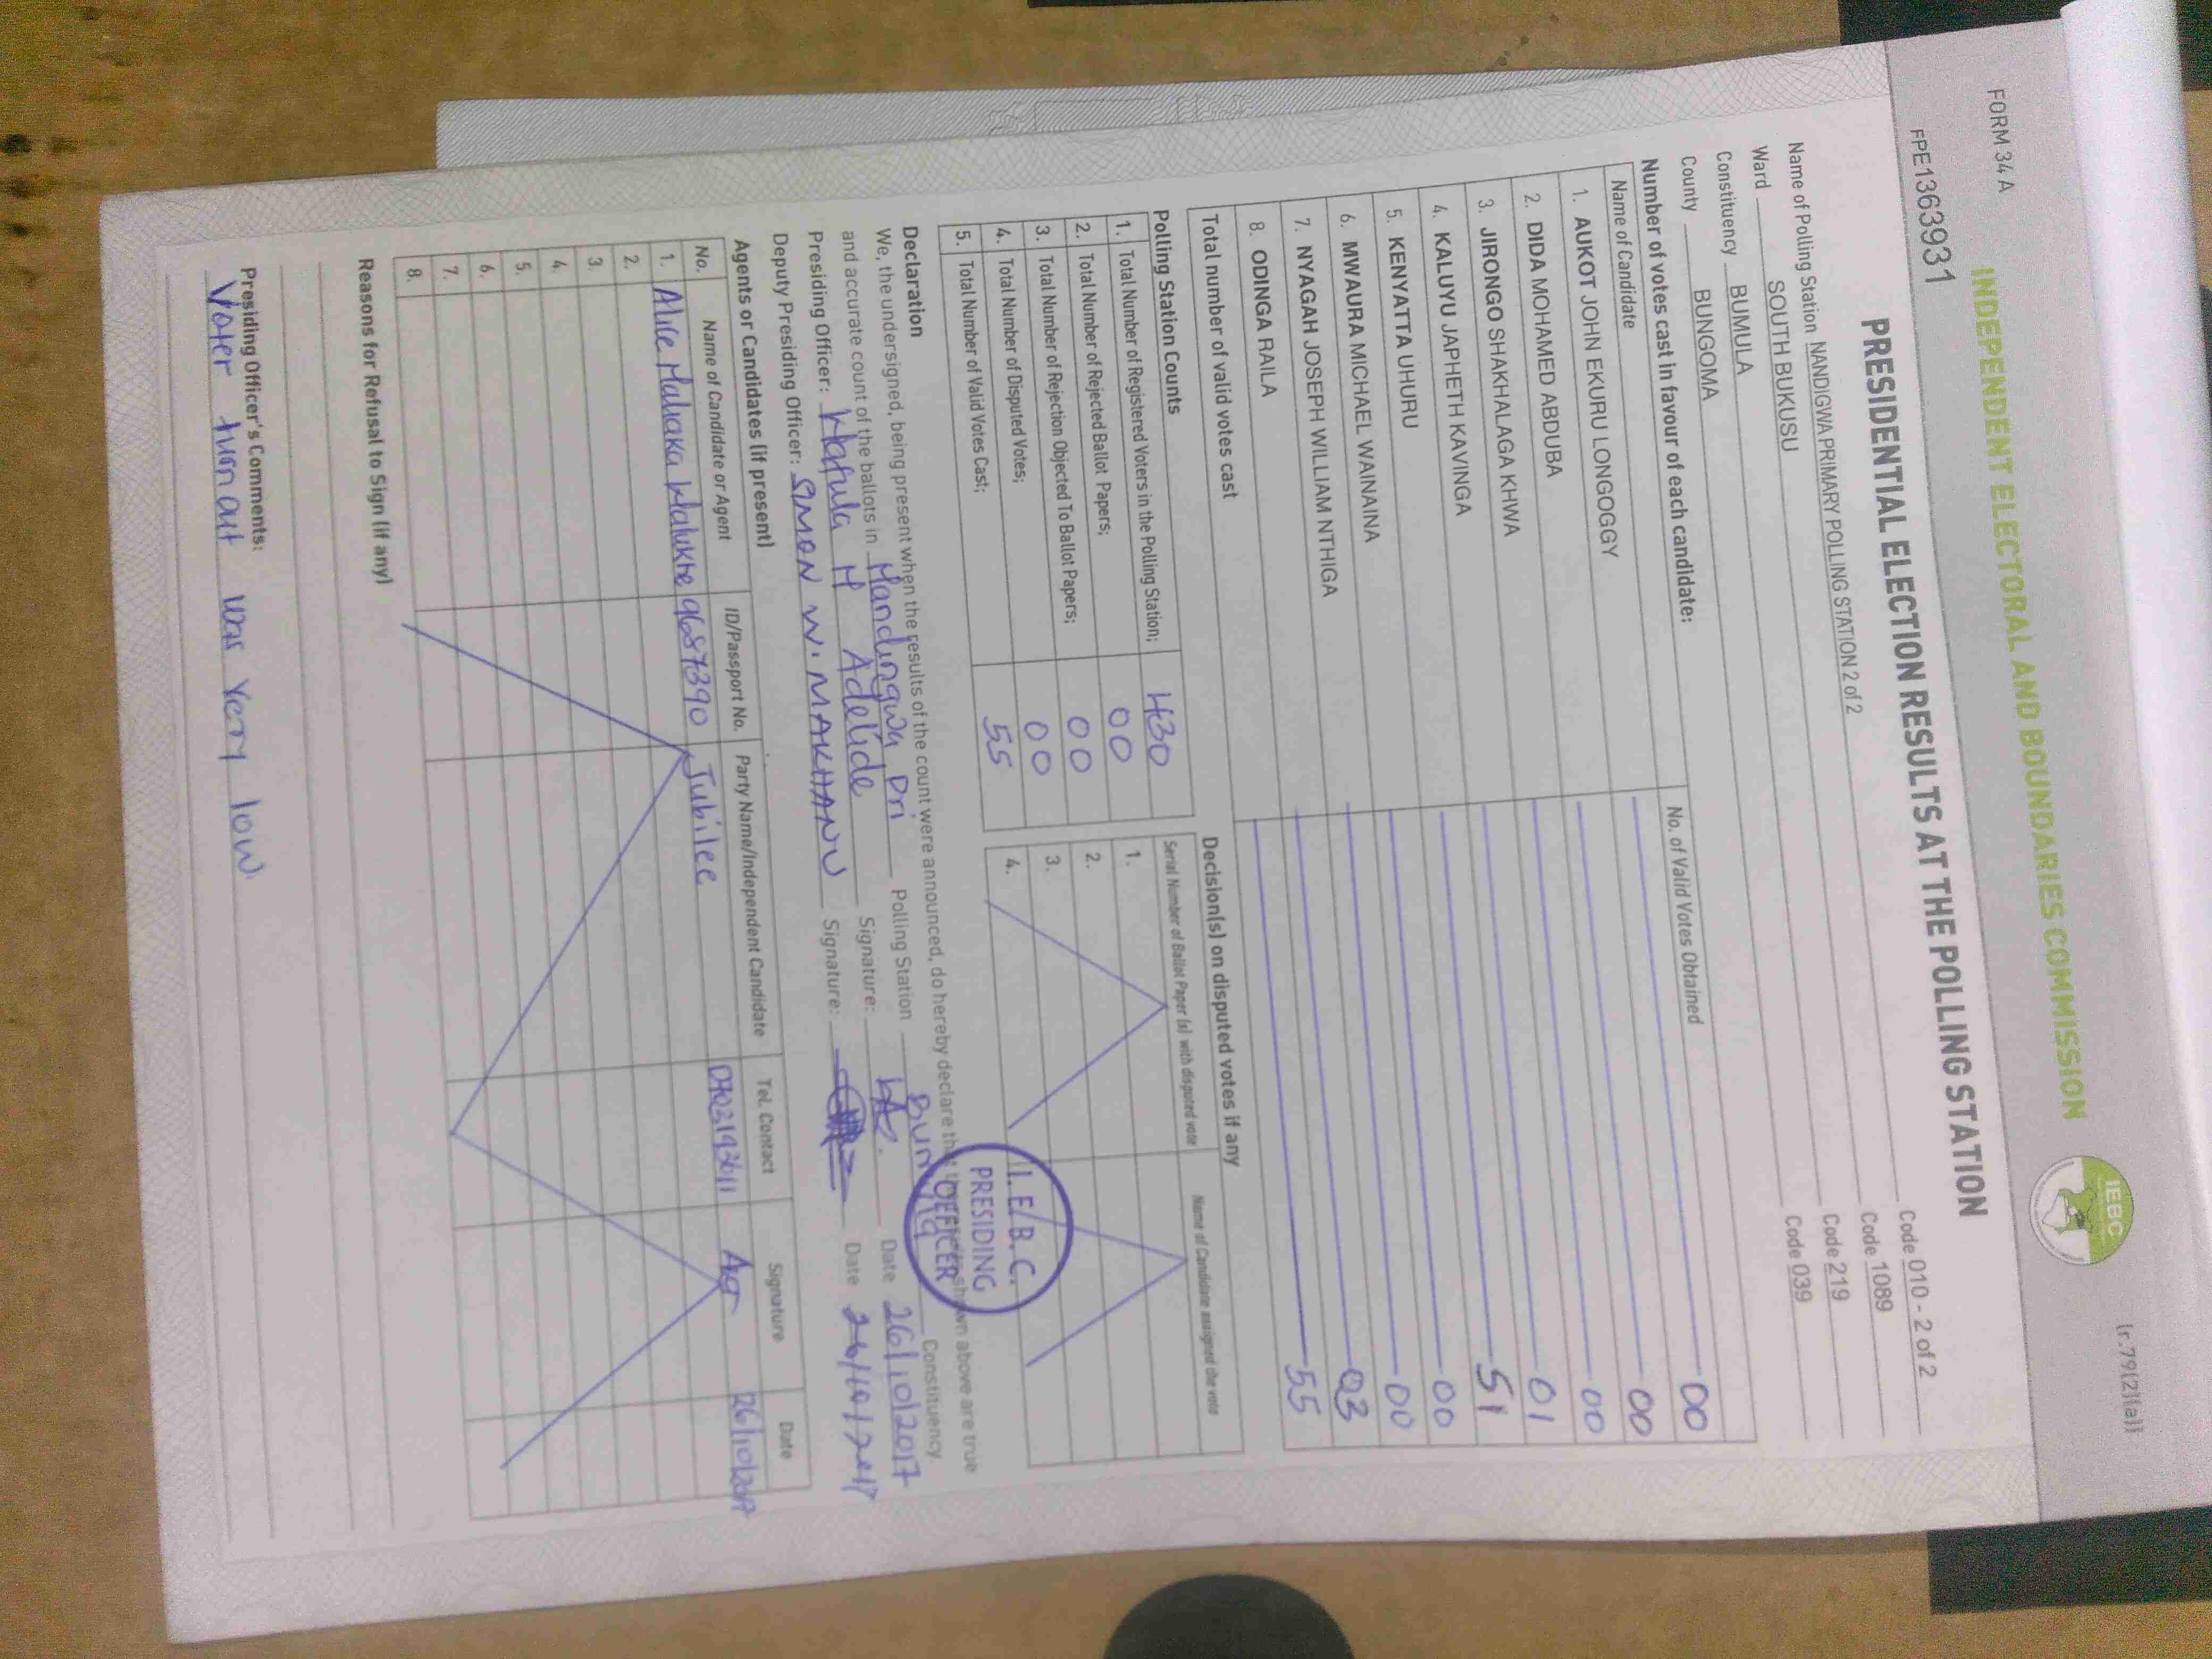 FORM 34 A
(r.79(2)(a))
INDEPENDENT ELECTORAL AND BOUNDARIES COMMISSION
IEBC
FPE1363931
PRESIDENTIAL ELECTION RESULTS AT THE POLLING STATION
Name of Polling Station NANDIGWA PRIMARY POLLING STATION 2 of 2 Code 010 - 2 of 2
Ward SOUTH BUKUSU Code 1089
Constituency BUMULA Code 219
County BUNGOMA Code 039
Number of votes cast in favour of each candidate:
Name of Candidate No. of Valid Votes Obtained
1. AUKOT JOHN EKURU LONGOGGY 00
2. DIDA MOHAMED ABDUBA 00
3. JIRONGO SHAKHALAGA KHWA 00
4. KALUYU JAPHETH KAVINGA 01
5. KENYATTA UHURU 51
6. MWAURA MICHAEL WAINAINA 00
7. NYAGAH JOSEPH WILLIAM NTHIGA 00
8. ODINGA RAILA 03
Total number of valid votes cast 55
Polling Station Counts
1. Total Number of Registered Voters in the Polling Station; 430
2. Total Number of Rejected Ballot Papers; 00
3. Total Number of Rejection Objected To Ballot Papers; 00
4. Total Number of Disputed Votes; 00
5. Total Number of Valid Votes Cast; 55
Decision(s) on disputed votes if any
Serial Number of Ballot Paper (s) with disputed vote Name of Candidate assigned the vote
1.
2.
3.
4.
I.E.B.C.
PRESIDING
OFFICER
Declaration
We, the undersigned, being present when the results of the count were announced, do hereby declare that the results shown above are true
and accurate count of the ballots in Nandingwa Pri Polling Station Constituency
Presiding Officer: Wafula M Adelide Signature: Date 26/10/2017
Deputy Presiding Officer: SIMON W. MAKHANU Signature: Date 26/10/2017
Agents or Candidates (if present)
No. Name of Candidate or Agent ID/Passport No. Party Name/Independent Candidate Tel. Contact Signature Date
1. Alice Jubilee 26/10/2017
2.
3.
4.
5.
6.
7.
8.
Reasons for Refusal to Sign (if any)
Presiding Officer's Comments:
Voter turn out was very low.